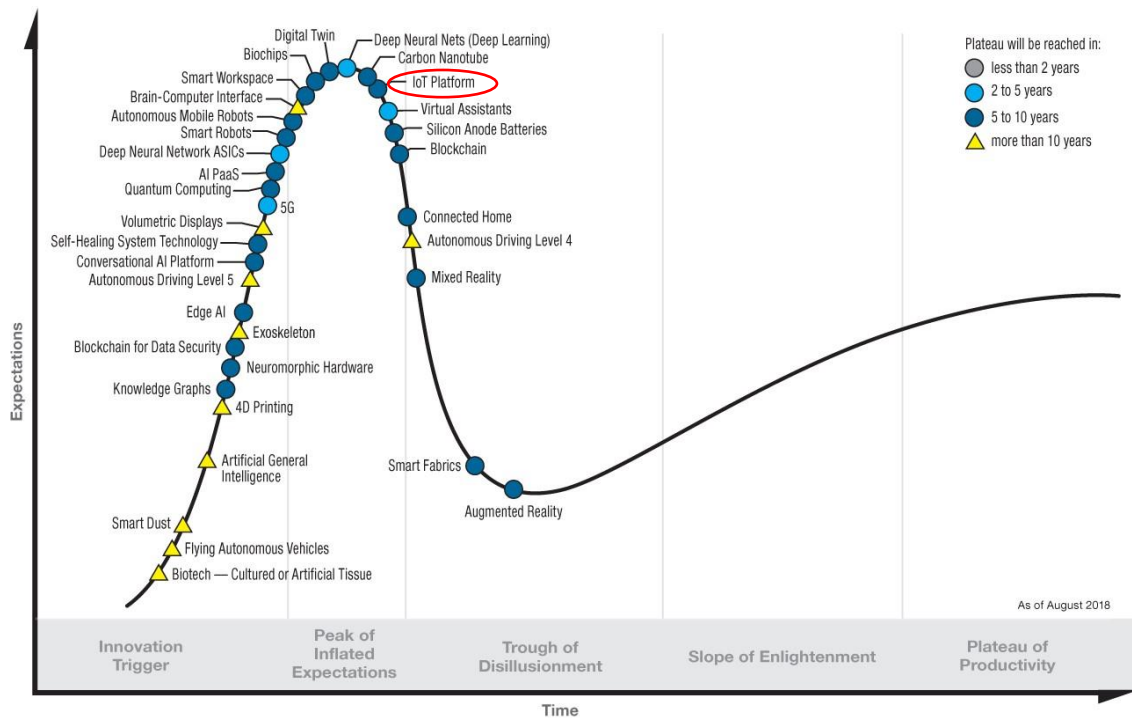 Expectations
Digital Twin
Biochips
Smart Workspace
Brain-Computer Interface
Autonomous Mobile Robots
Smart Robots
Deep Neural Network ASICs
AI PaaS
Quantum Computing
5G
Volumetric Displays
Self-Healing System Technology
Conversational AI Platform
Autonomous Driving Level 5
Edge AI
Exoskeleton
Blockchain for Data Security
Neuromorphic Hardware
Knowledge Graphs
4D Printing
Artificial General
Intelligence
Smart Dust
Flying Autonomous Vehicles
Biotech — Cultured or Artificial Tissue
Deep Neural Nets (Deep Learning)
Carbon Nanotube
IoT Platform
Virtual Assistants
Silicon Anode Batteries
Blockchain
Connected Home
Autonomous Driving Level 4
Mixed Reality
Smart Fabrics
Augmented Reality
Plateau will be reached in:
less than 2 years
2 to 5 years
5 to 10 years
more than 10 years
As of August 2018
Innovation
Trigger
Peak of
Inflated
Expectations
Trough of
Disillusionment
Slope of Enlightenment
Plateau of
Productivity
Time